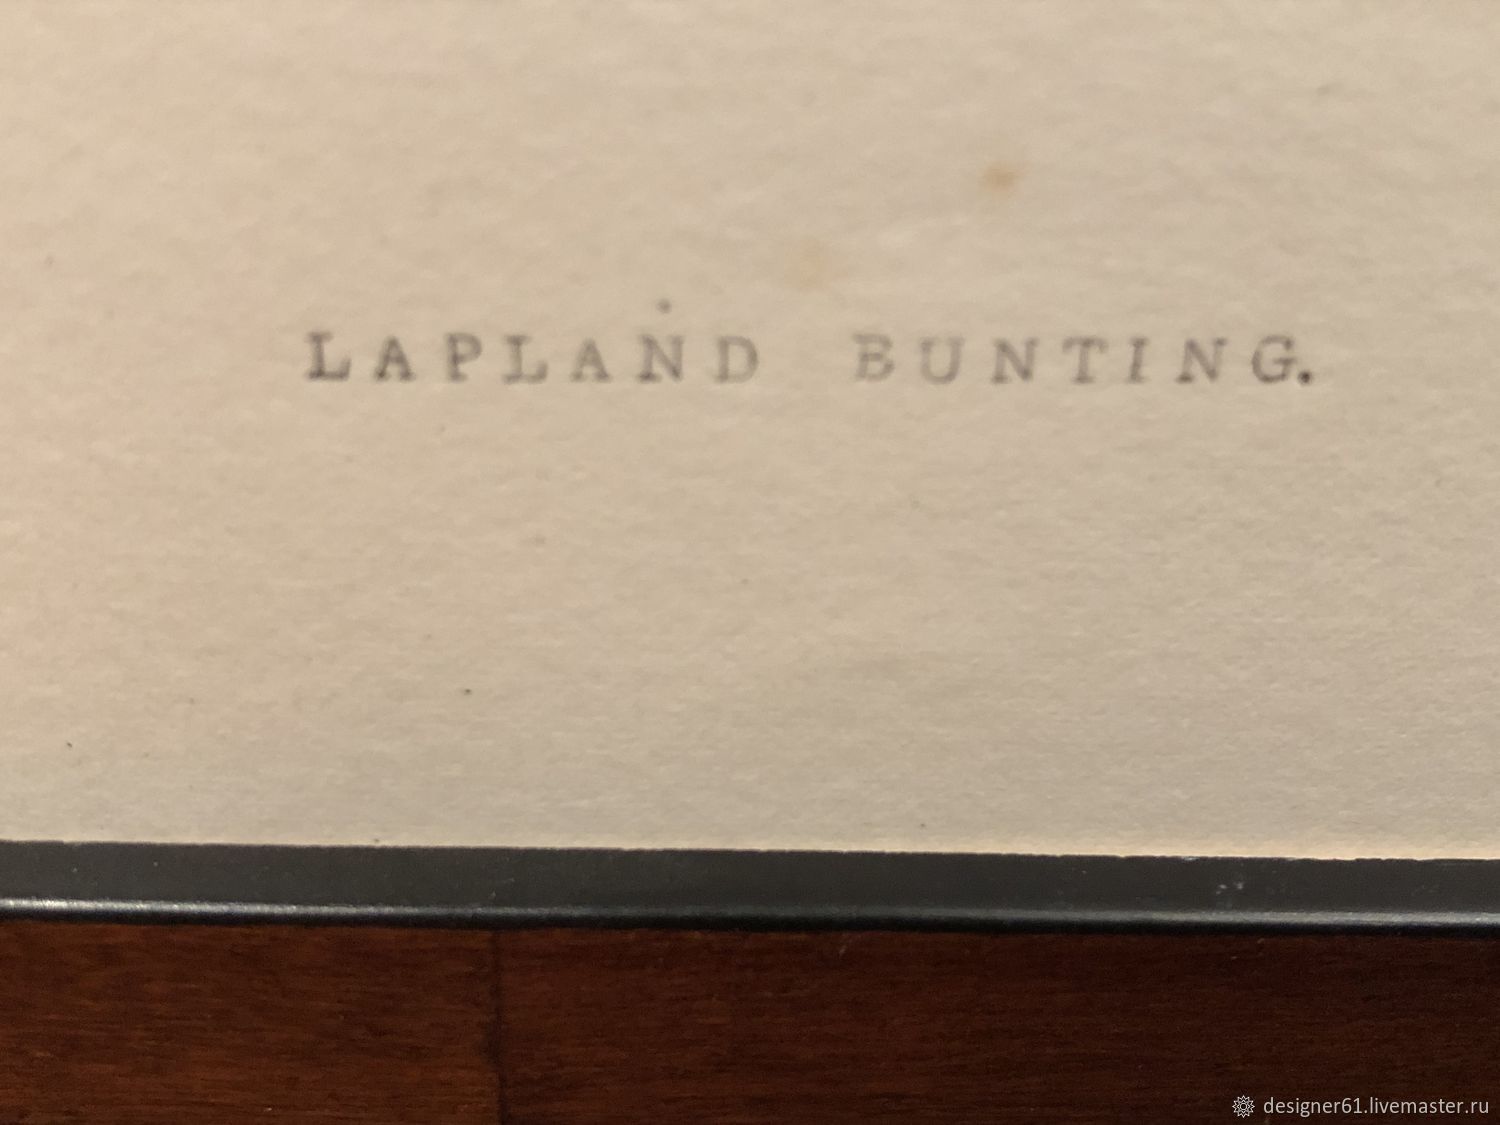 LAPLAND BUNTING.
designer61.livemaster.ru